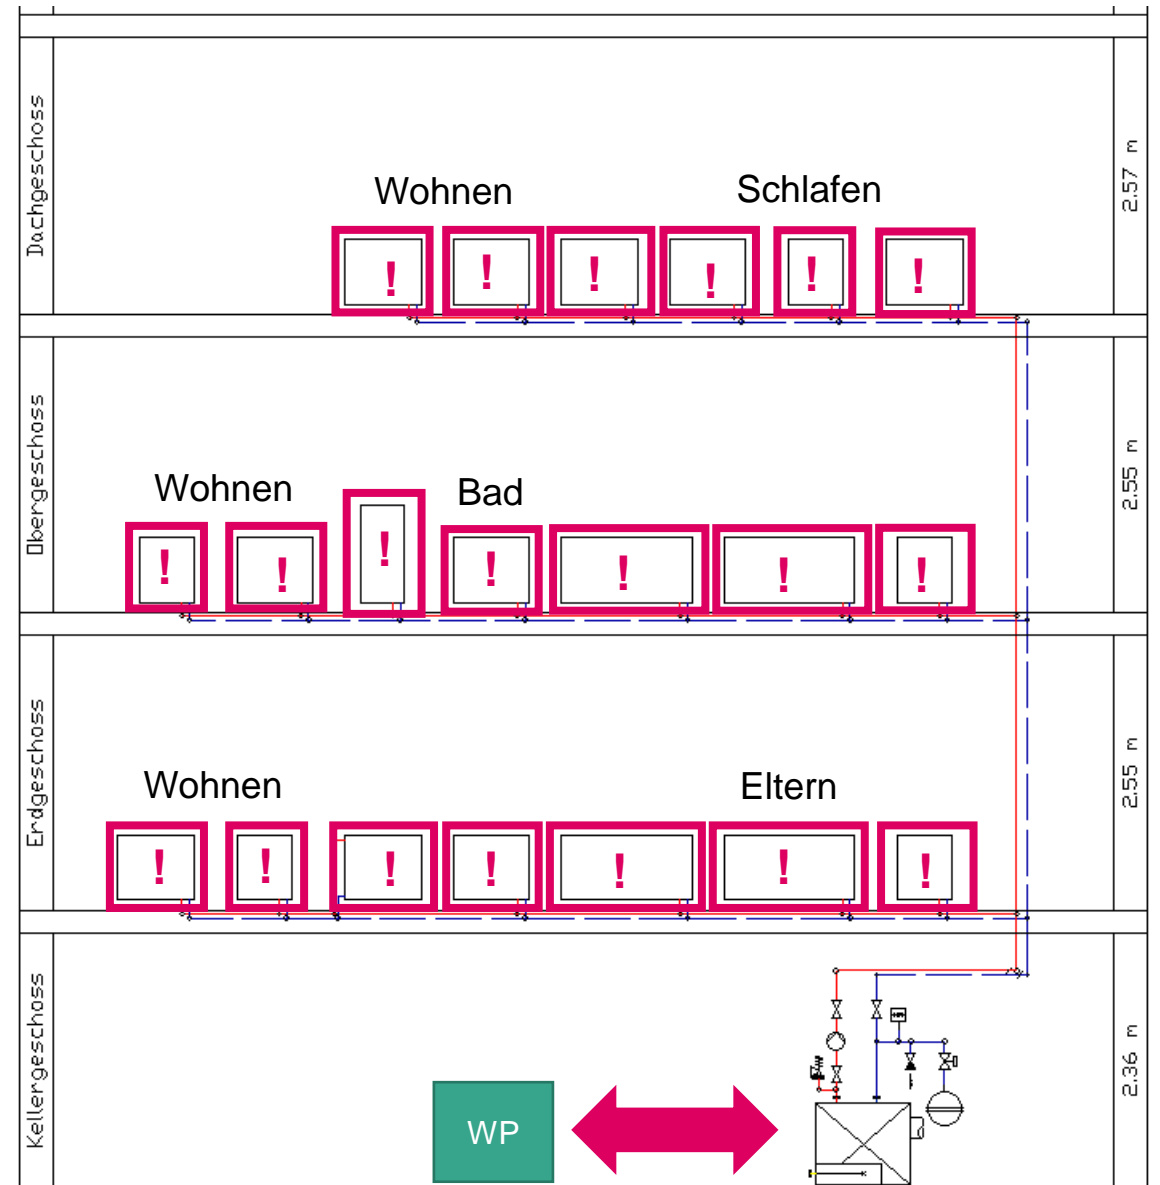 Dachgeschoss
Wohnen
Schlafen
2.57 m
! ! ! ! ! !
Obergeschoss
Wohnen
Bad
2.55 m
! ! ! ! ! ! !
Erdgeschoss
Wohnen
Eltern
2.55 m
! ! ! ! ! ! !
Kellergeschoss
2.36 m
WP